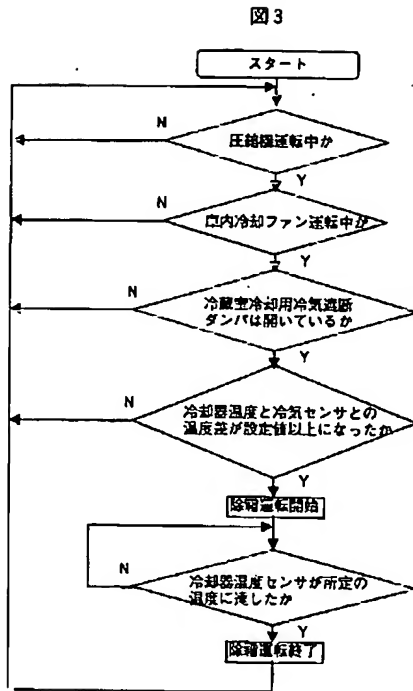 図3
スタート
圧縮機運転中か
N
Y
庫内冷却ファン運転中か
N
Y
冷蔵室冷却用冷気遮断
ダンパは開いているか
N
Y
冷却器温度と冷気センサとの
温度差が設定値以上になったか
N
Y
除霜運転開始
冷却器温度センサが所定の
温度に達したか
N
Y
除霜運転終了